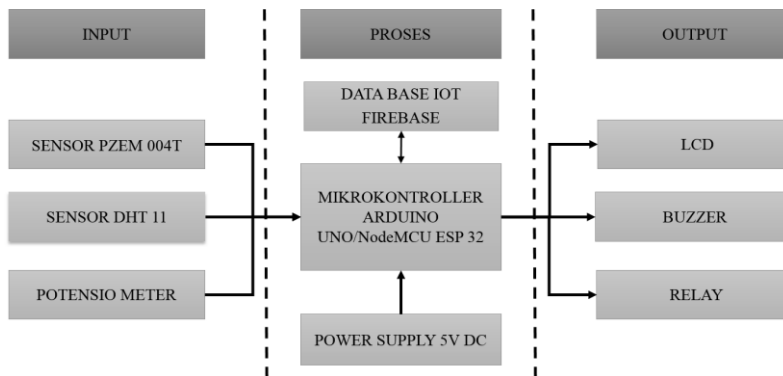 INPUT
PROSES
OUTPUT
DATA BASE IOT
FIREBASE
SENSOR PZEM 004T
SENSOR DHT 11
POTENSIO METER
MIKROKONTROLLER
ARDUINO
UNO/NodeMCU ESP 32
POWER SUPPLY 5V DC
LCD
BUZZER
RELAY